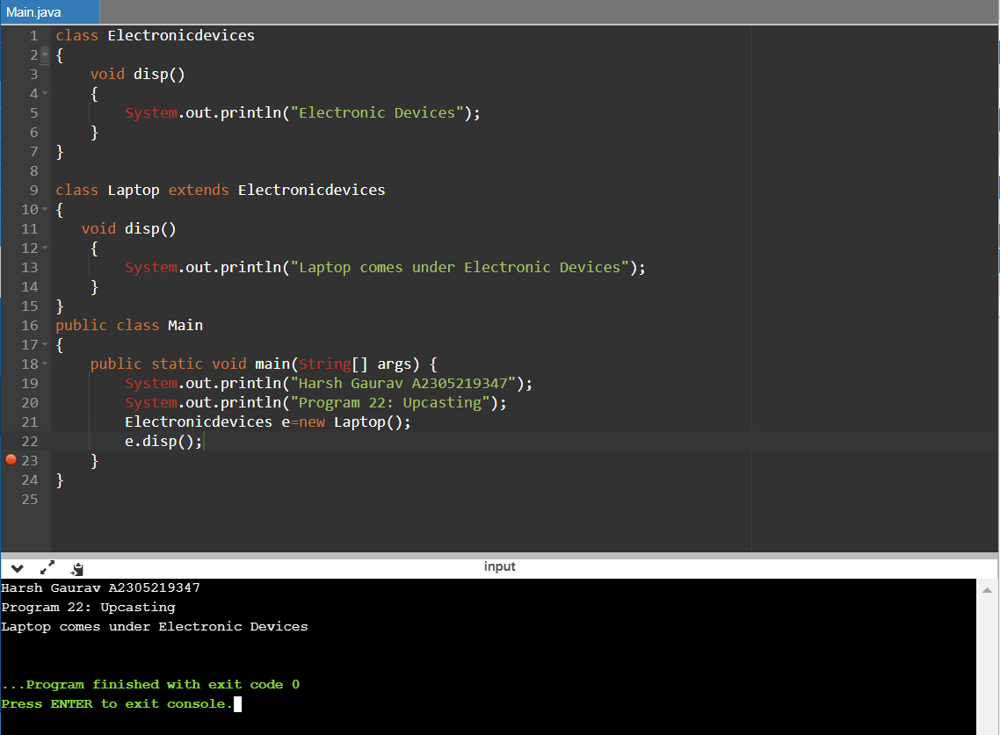 Main.java
1 class Electronicdevices
2 {
3     void disp()
4     {
5         System.out.println("Electronic Devices");
6     }
7 }
8
9 class Laptop extends Electronicdevices
10 {
11    void disp()
12     {
13         System.out.println("Laptop comes under Electronic Devices");
14     }
15 }
16 public class Main
17 {
18     public static void main(String[] args) {
19         System.out.println("Harsh Gaurav A2305219347");
20         System.out.println("Program 22: Upcasting");
21         Electronicdevices e=new Laptop();
22         e.disp();
23     }
24 }
25
input
Harsh Gaurav A2305219347
Program 22: Upcasting
Laptop comes under Electronic Devices
...Program finished with exit code 0
Press ENTER to exit console.